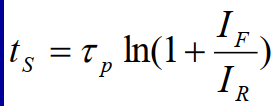 t_S = τ_p ln(1 + I_F / I_R)